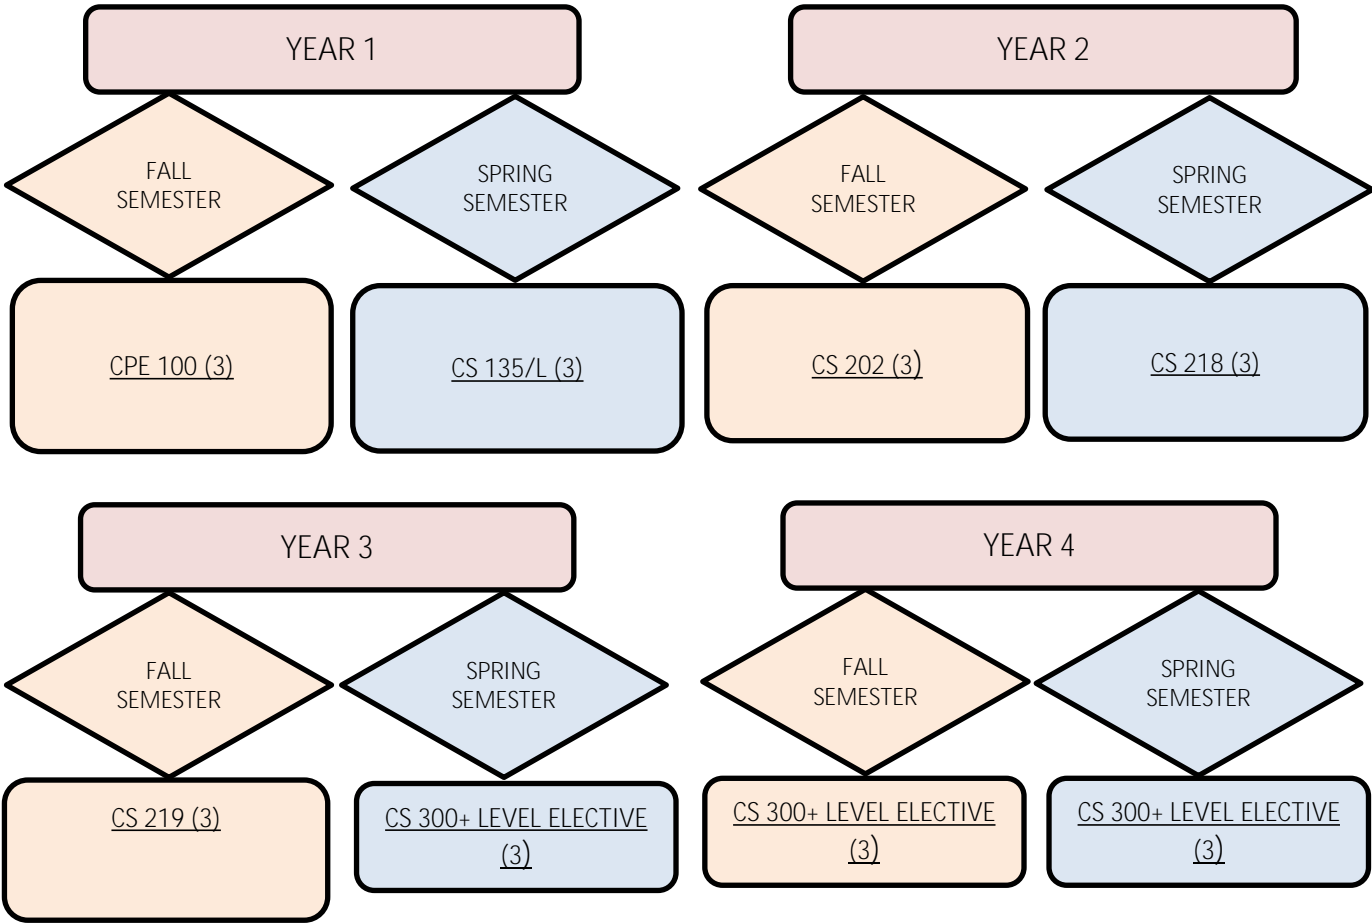 YEAR 1
FALL
SEMESTER
SPRING
SEMESTER
CPE 100 (3)
CS 135/L (3)
YEAR 2
FALL
SEMESTER
SPRING
SEMESTER
CS 202 (3)
CS 218 (3)
YEAR 3
FALL
SEMESTER
SPRING
SEMESTER
CS 219 (3)
CS 300+ LEVEL ELECTIVE
(3)
YEAR 4
FALL
SEMESTER
SPRING
SEMESTER
CS 300+ LEVEL ELECTIVE
(3)
CS 300+ LEVEL ELECTIVE
(3)